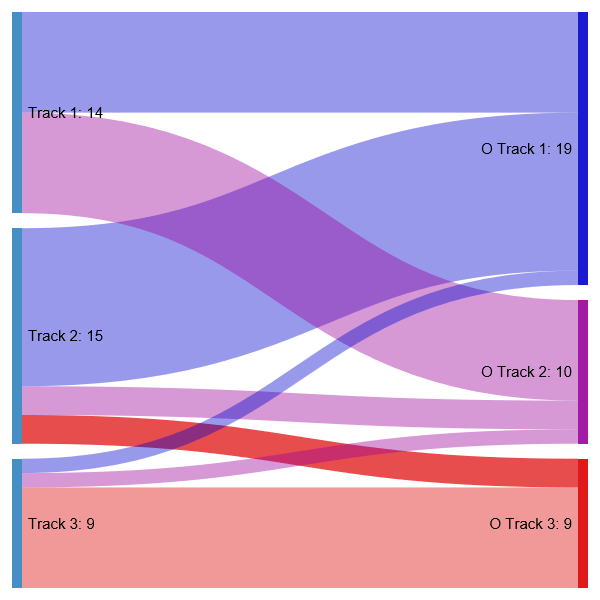 Track 1: 14
O Track 1: 19
Track 2: 15
O Track 2: 10
Track 3: 9
O Track 3: 9